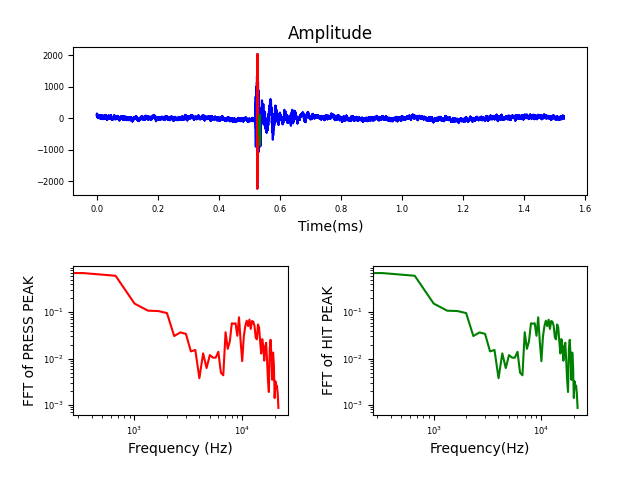 Amplitude
2000
1000
0
−1000
−2000
0.0 0.2 0.4 0.6 0.8 1.0 1.2 1.4 1.6
Time(ms)
FFT of PRESS PEAK
10⁻¹
10⁻²
10⁻³
10³ 10⁴
Frequency (Hz)
FFT of HIT PEAK
10⁻¹
10⁻²
10⁻³
10³ 10⁴
Frequency(Hz)